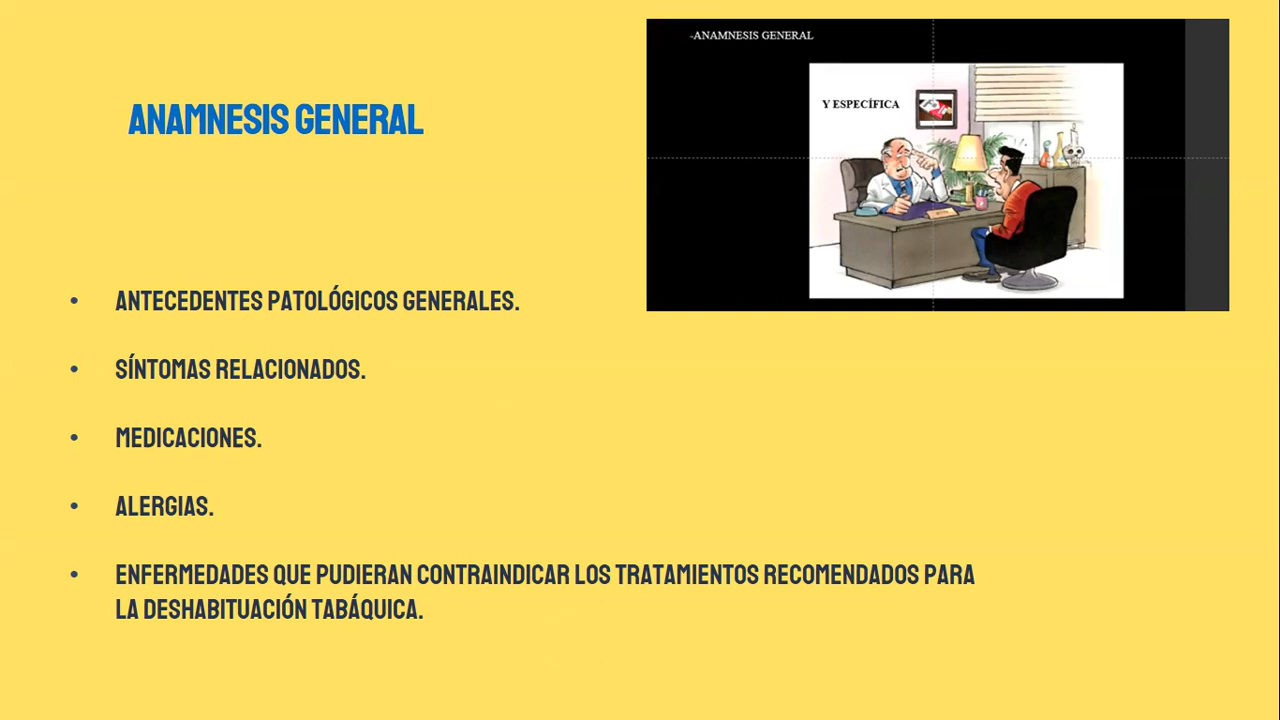 -ANAMNESIS GENERAL
Y ESPECÍFICA
ANAMNESIS GENERAL
• ANTECEDENTES PATOLÓGICOS GENERALES.
• SÍNTOMAS RELACIONADOS.
• MEDICACIONES.
• ALERGIAS.
• ENFERMEDADES QUE PUDIERAN CONTRAINDICAR LOS TRATAMIENTOS RECOMENDADOS PARA
LA DESHABITUACIÓN TABÁQUICA.